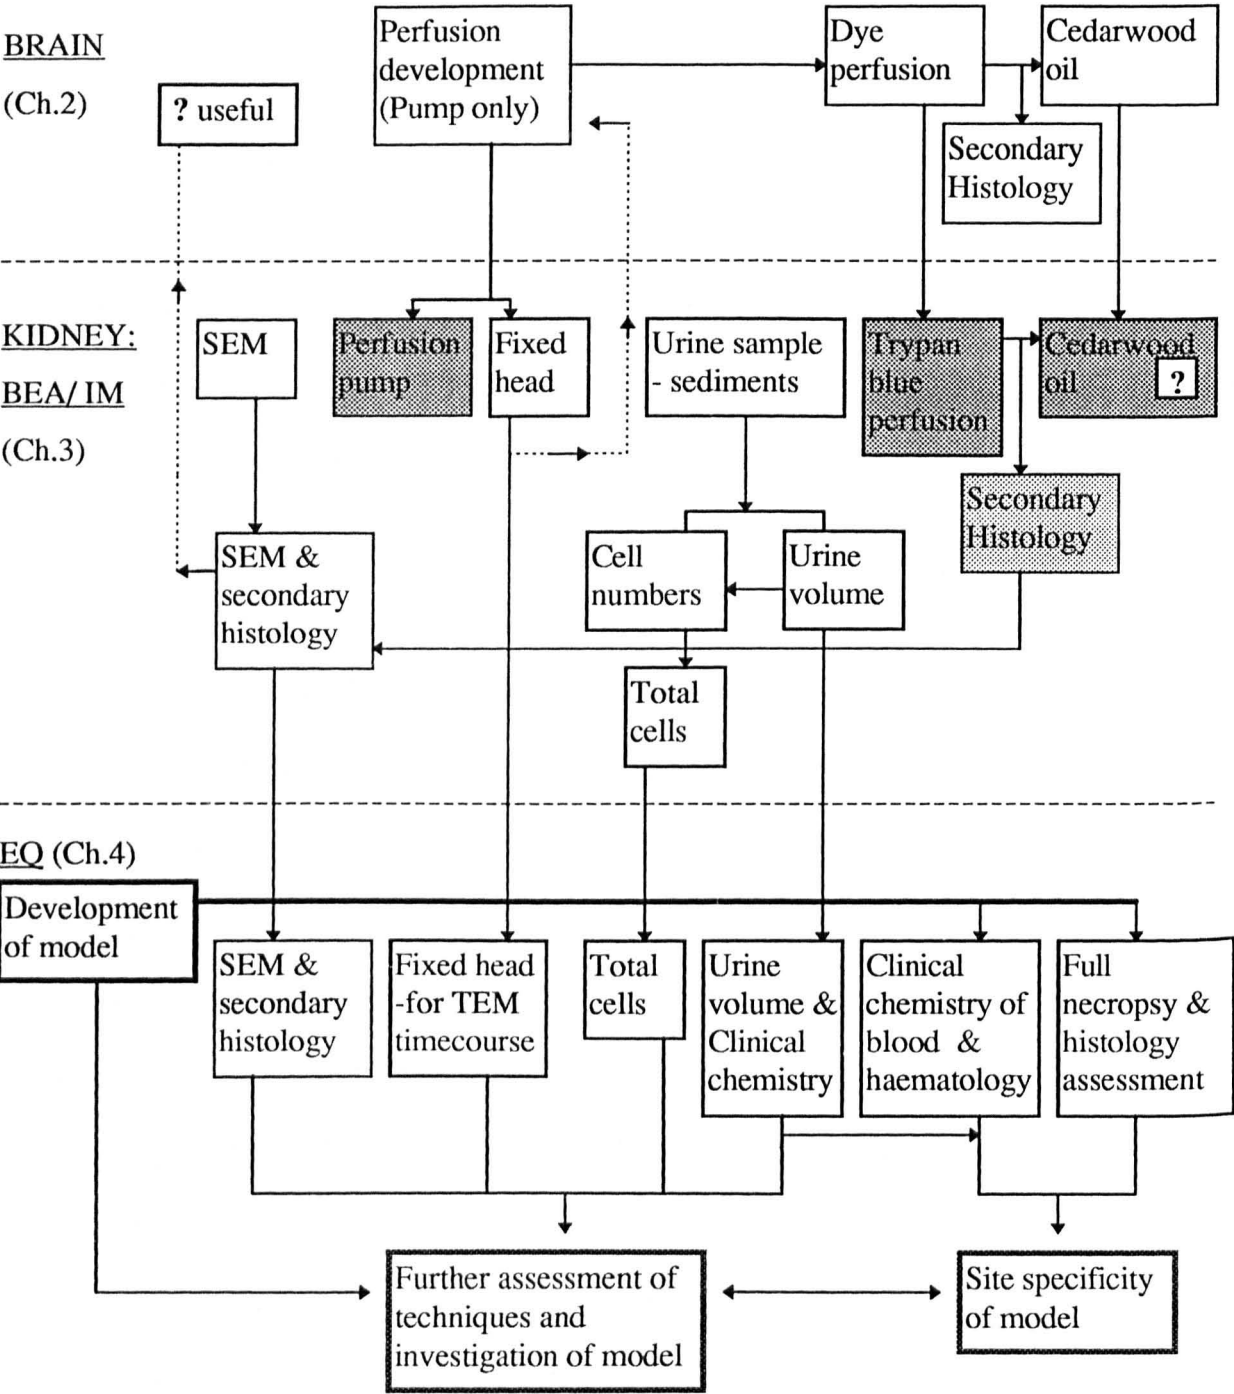 BRAIN
(Ch.2)
? useful
Perfusion
development
(Pump only)
Dye
perfusion
Cedarwood
oil
Secondary
Histology
KIDNEY:
BEA/ IM
(Ch.3)
SEM
Perfusion
pump
Fixed
head
Urine sample
- sediments
Trypan
blue
perfusion
Cedarwood
oil
?
Secondary
Histology
SEM &
secondary
histology
Cell
numbers
Urine
volume
Total
cells
EQ (Ch.4)
Development
of model
SEM &
secondary
histology
Fixed head
-for TEM
timecourse
Total
cells
Urine
volume &
Clinical
chemistry
Clinical
chemistry of
blood &
haematology
Full
necropsy &
histology
assessment
Further assessment of
techniques and
investigation of model
Site specificity
of model